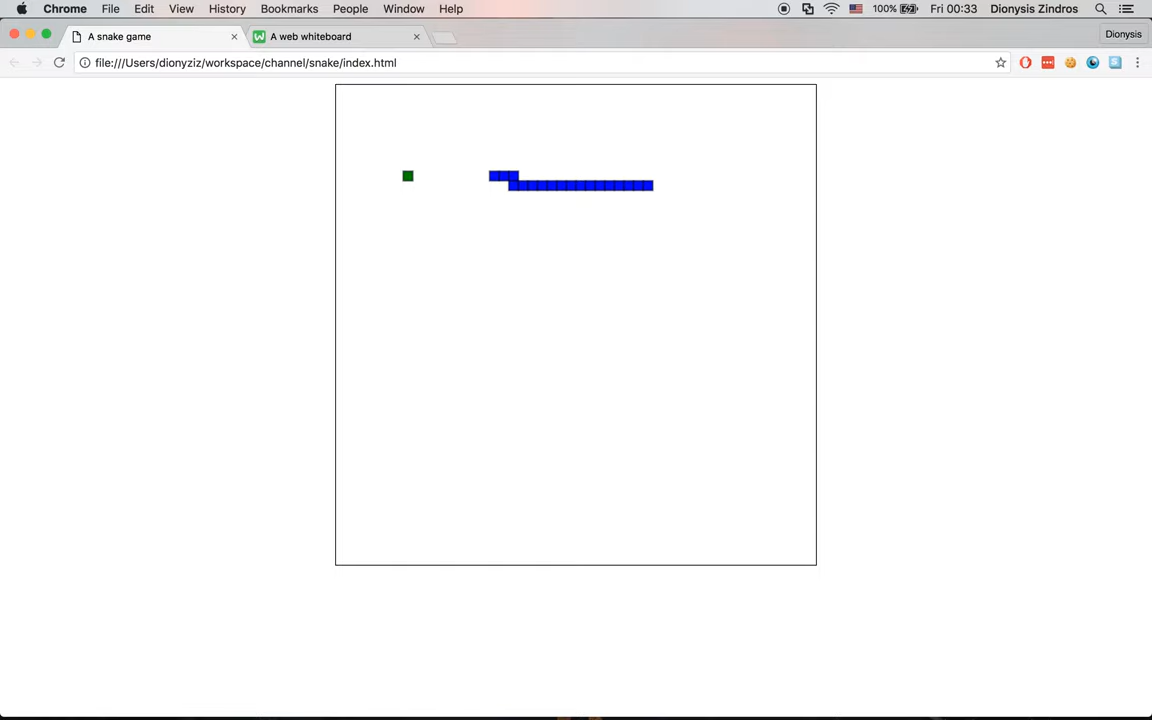 Chrome File Edit View History Bookmarks People Window Help 100% Fri 00:33 Dionysis Zindros
A snake game A web whiteboard Dionysis
file:///Users/dionyziz/workspace/channel/snake/index.html